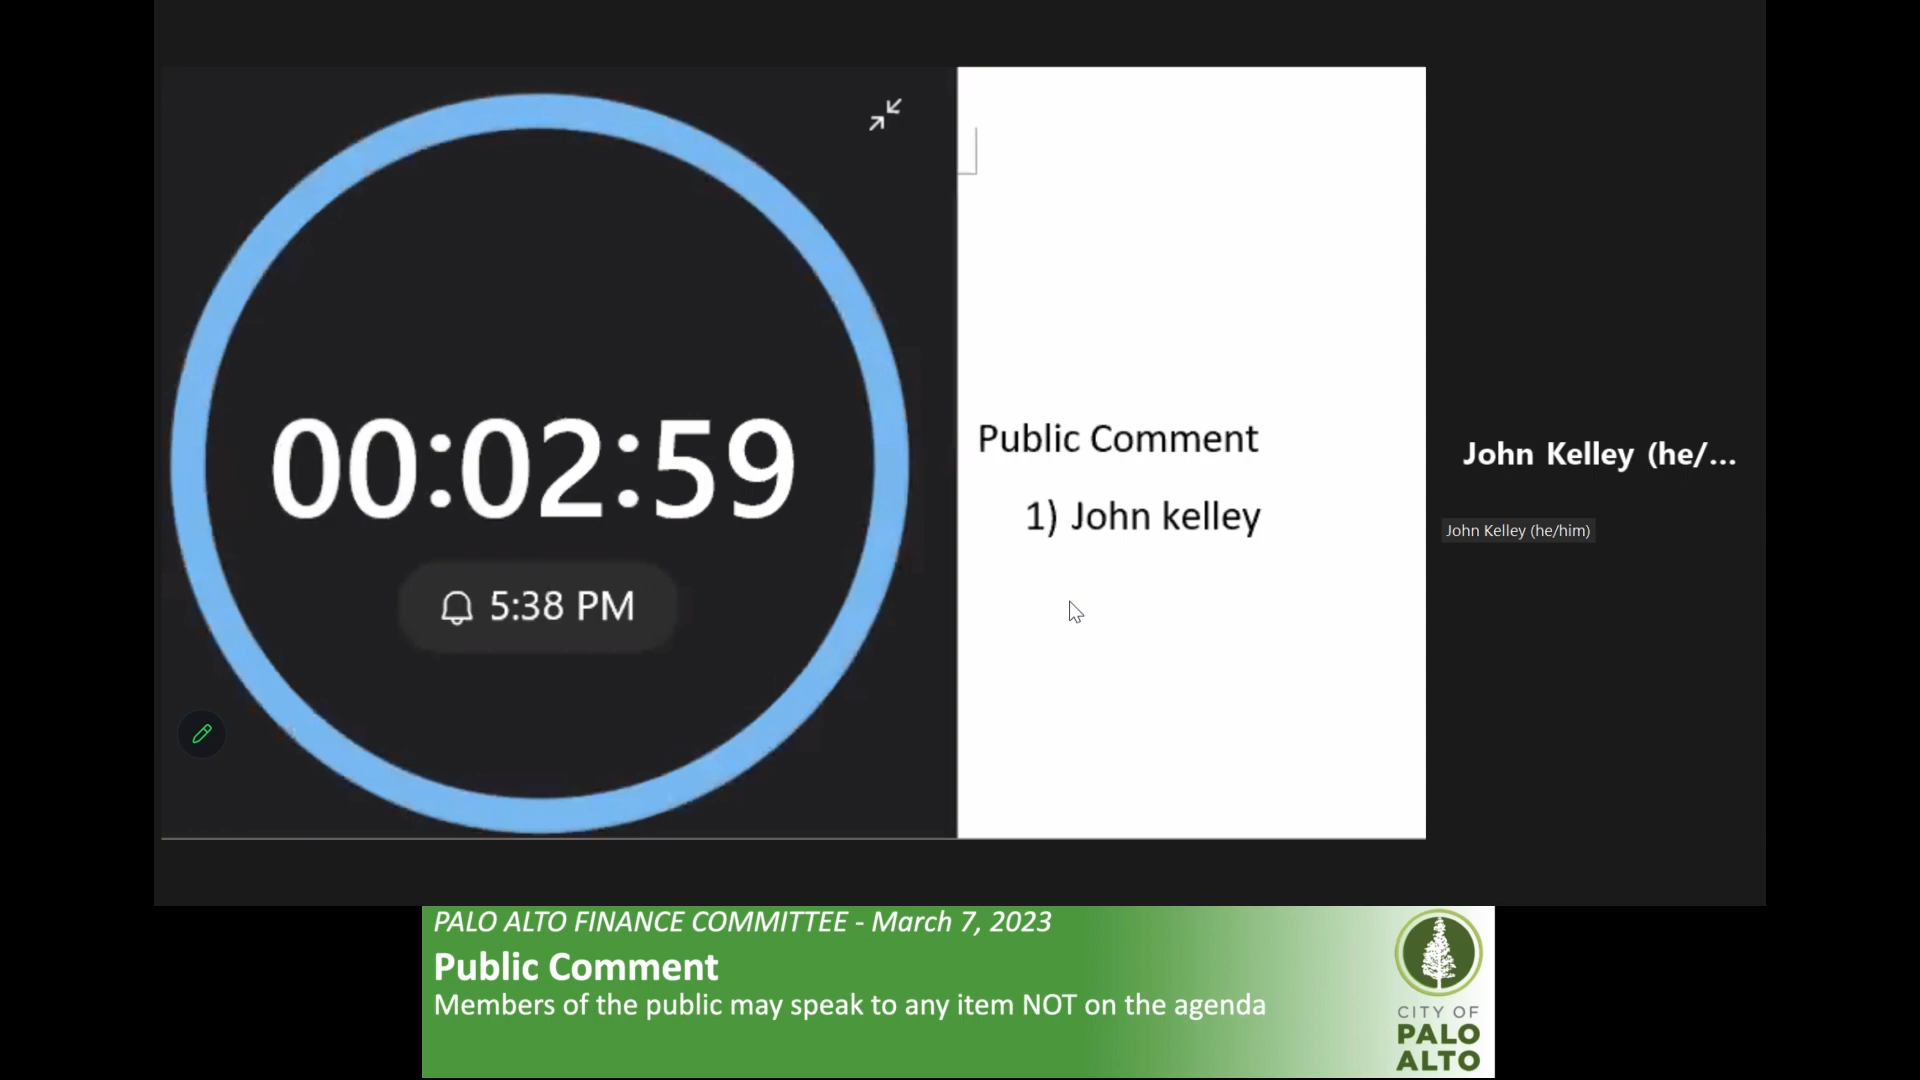 00:02:59
5:38 PM
Public Comment
1) John kelley
John Kelley (he/...
John Kelley (he/him)
PALO ALTO FINANCE COMMITTEE - March 7, 2023
Public Comment
Members of the public may speak to any item NOT on the agenda
CITY OF
PALO
ALTO